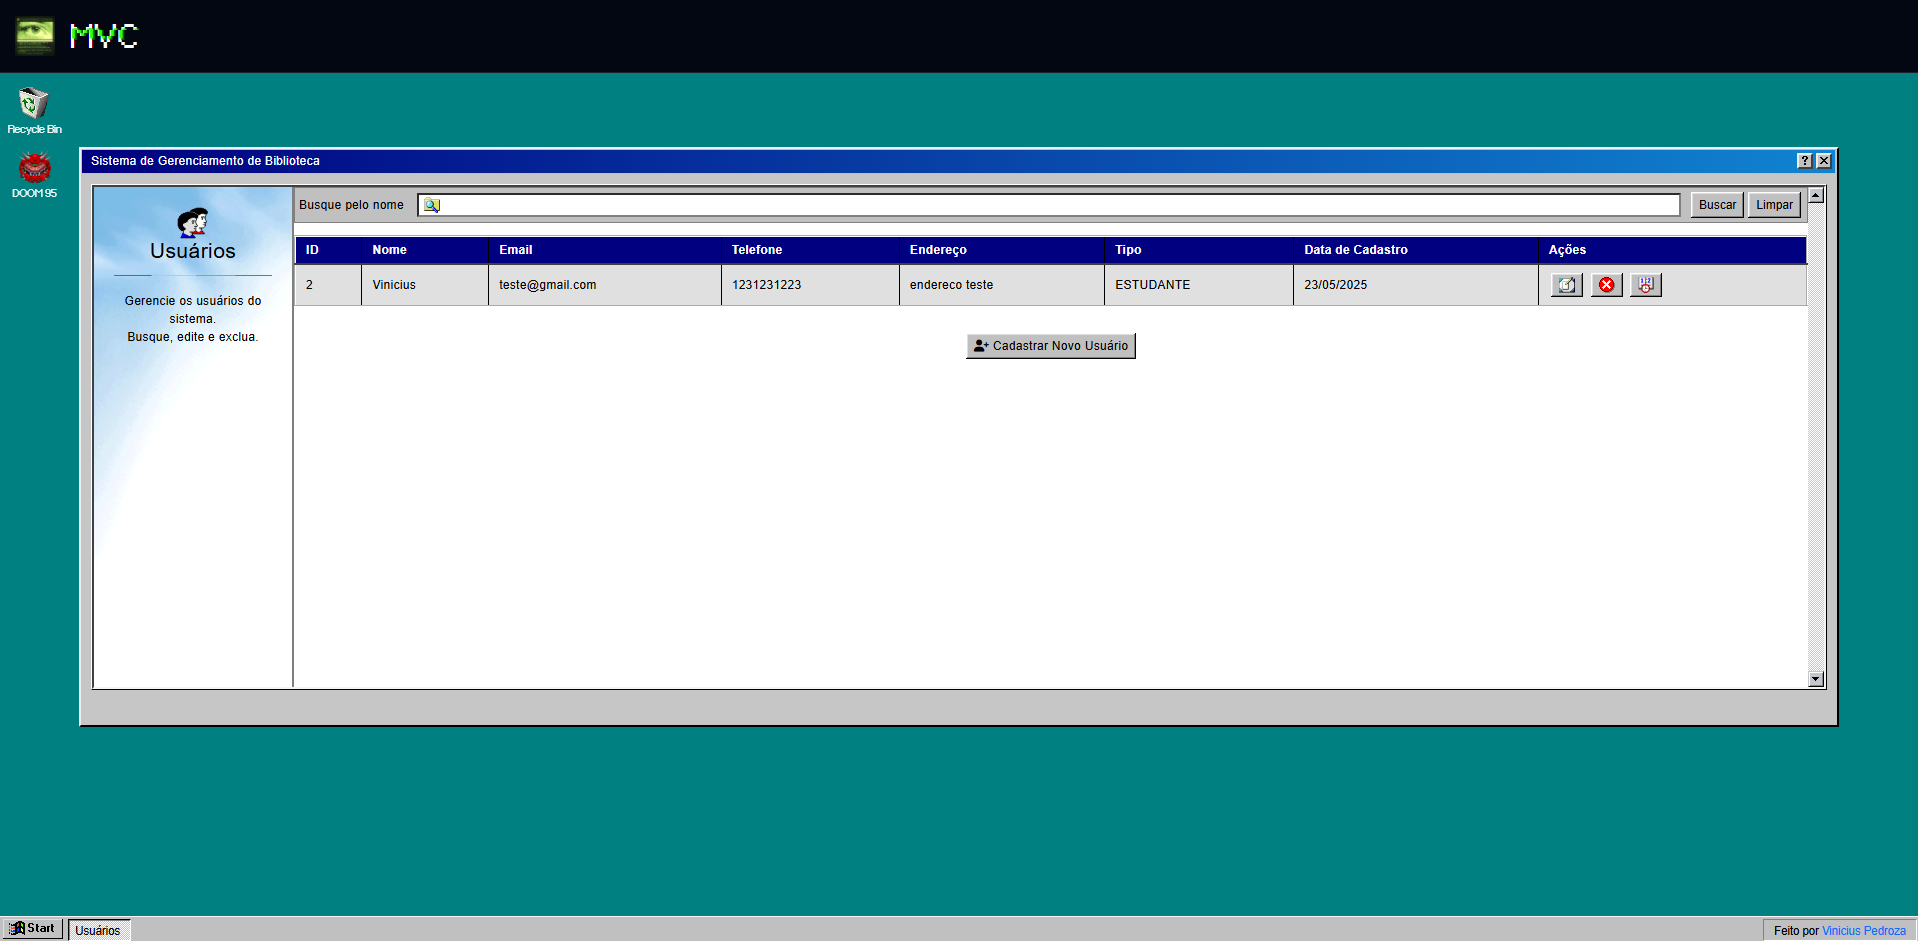 MVC
Recycle Bin
DOOM 95
Sistema de Gerenciamento de Biblioteca
Usuários
Gerencie os usuários do
sistema.
Busque, edite e exclua.
Busque pelo nome
Buscar
Limpar
ID Nome Email Telefone Endereço Tipo Data de Cadastro Ações
2 Vinicius teste@gmail.com 1231231223 endereco teste ESTUDANTE 23/05/2025
Cadastrar Novo Usuário
Start
Usuários
Feito por Vinicius Pedroza